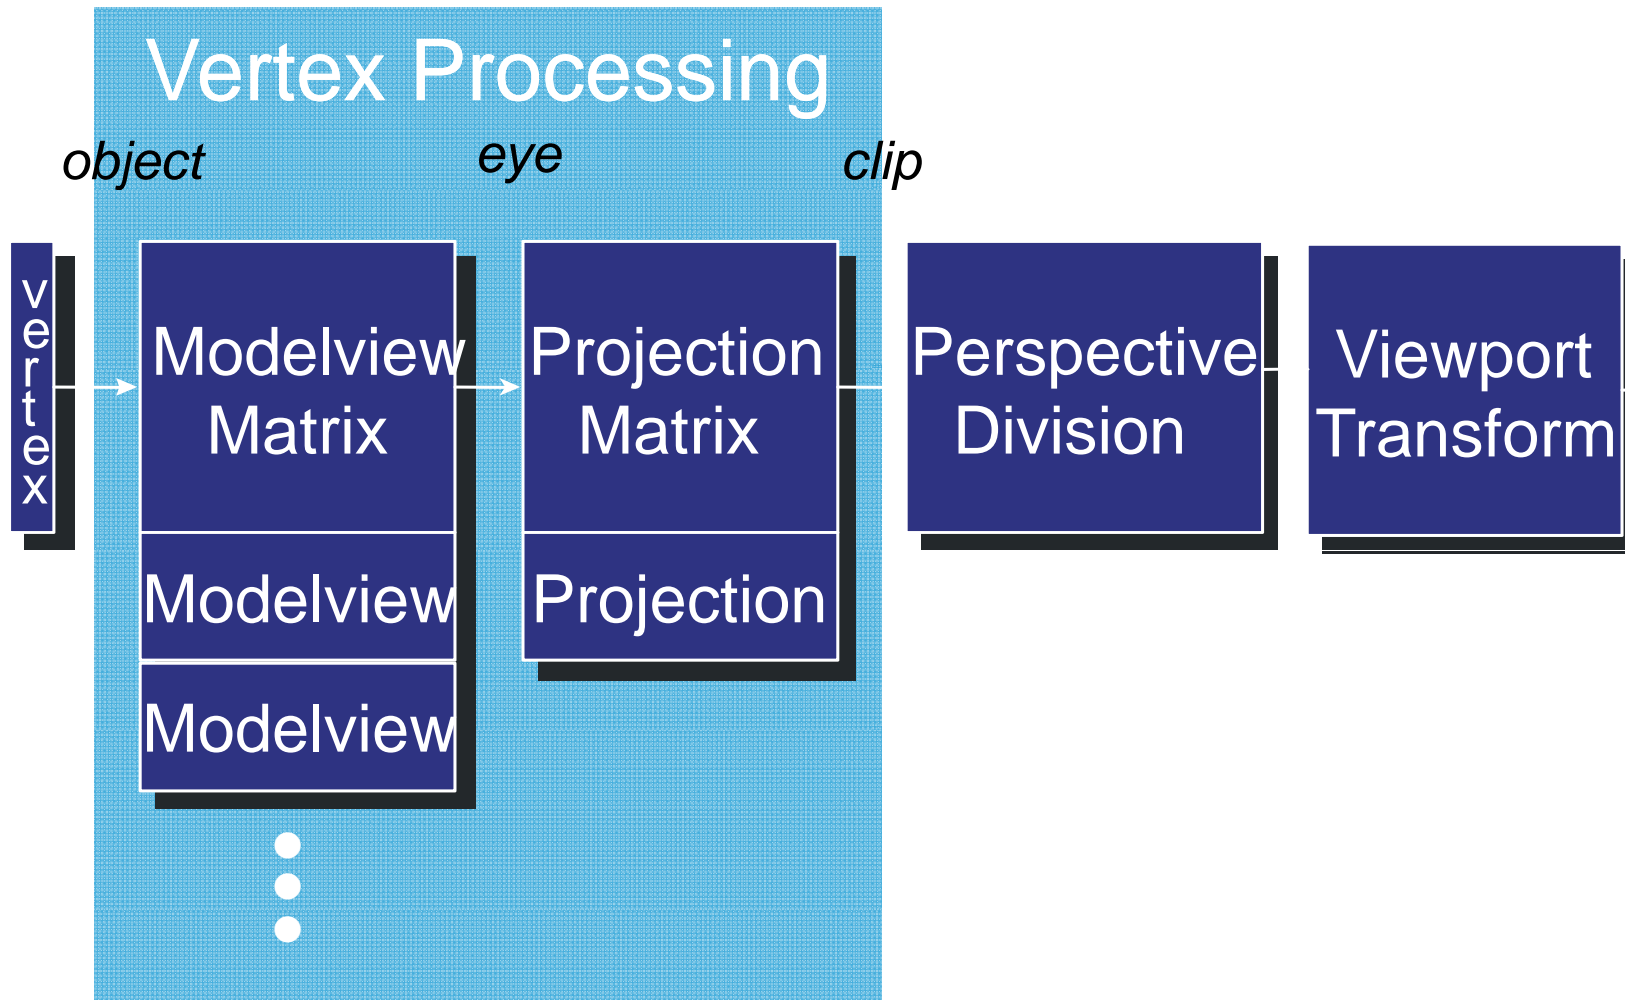 Vertex Processing
object
eye
clip
vertex
Modelview
Matrix
Projection
Matrix
Perspective
Division
Viewport
Transform
Modelview
Projection
Modelview